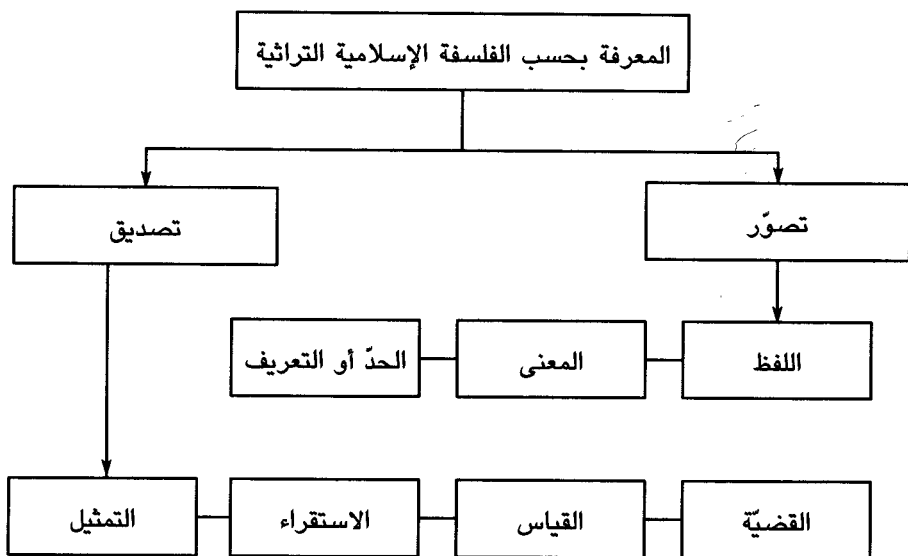 المعرفة بحسب الفلسفة الإسلامية التراثية
تصوّر
تصديق
اللفظ
المعنى
الحدّ أو التعريف
القضيّة
القياس
الاستقراء
التمثيل